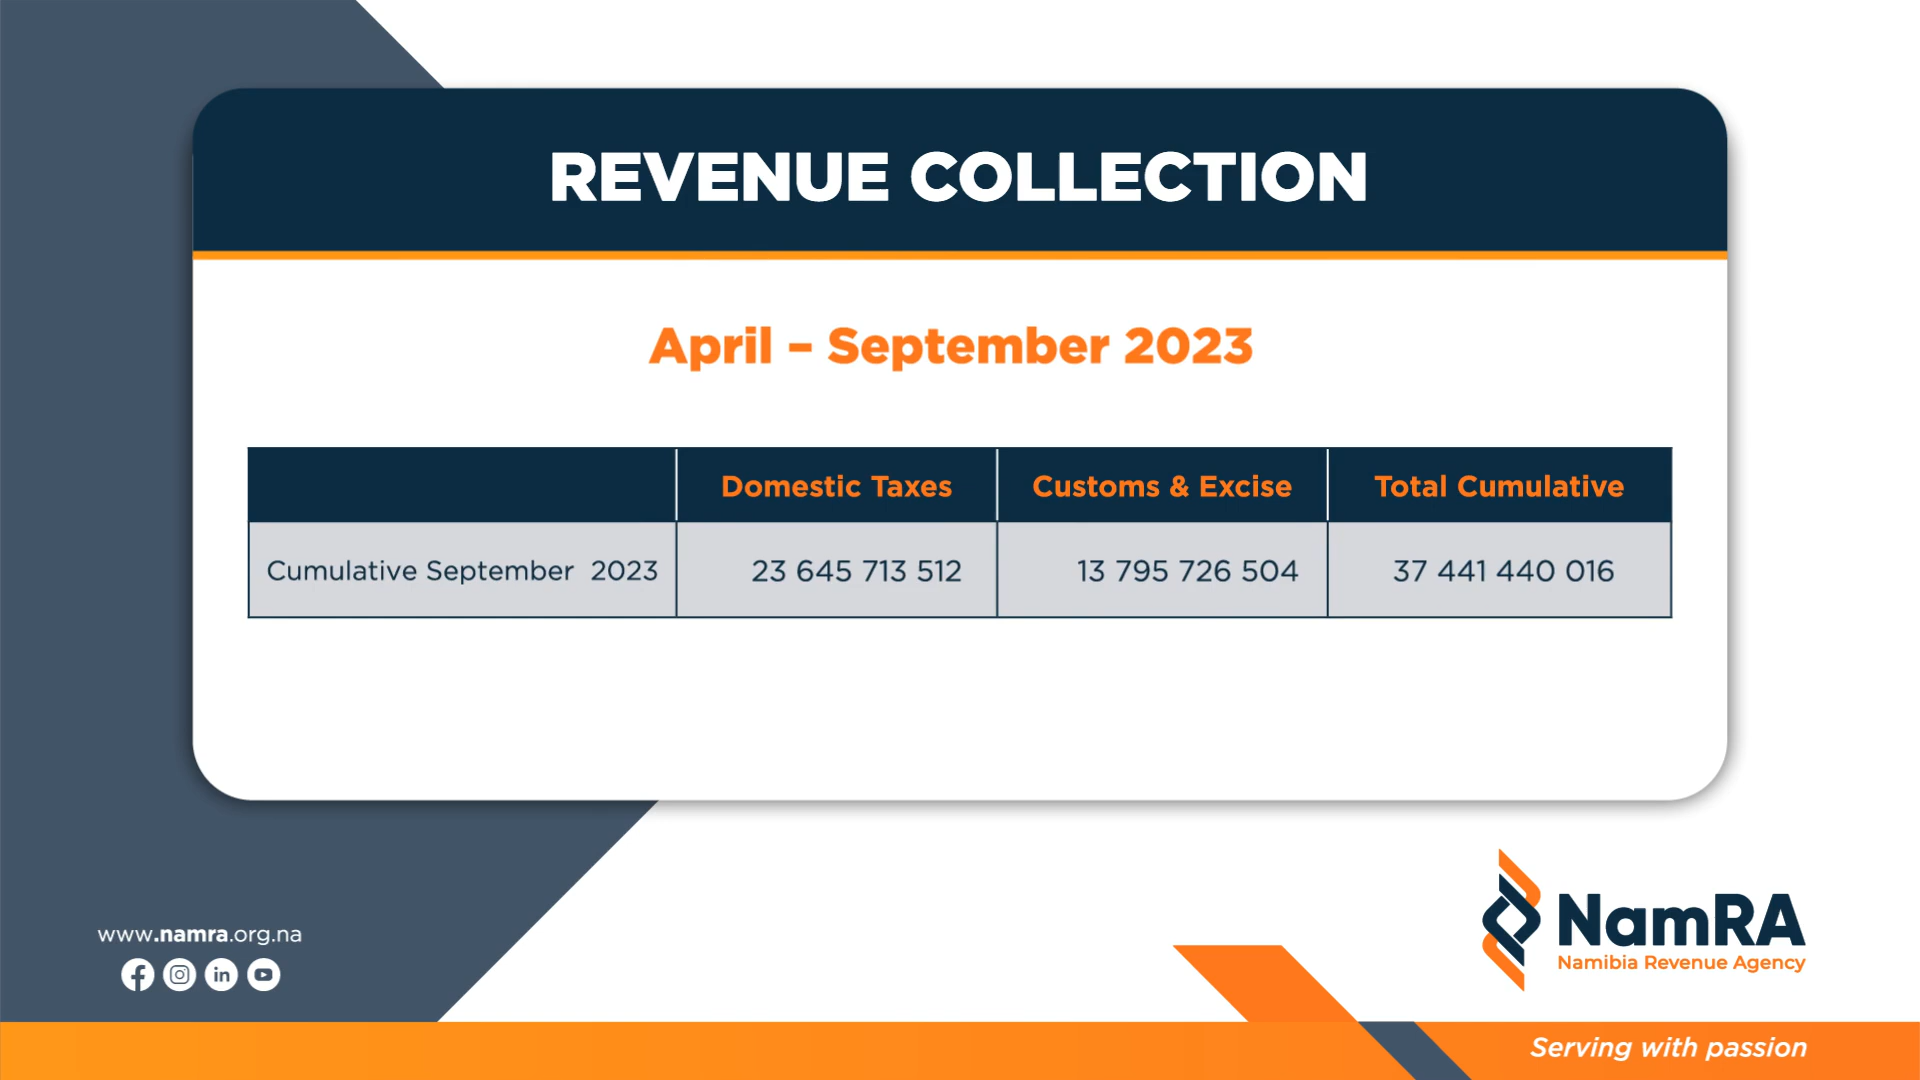 REVENUE COLLECTION
April – September 2023
Domestic Taxes Customs & Excise Total Cumulative
Cumulative September 2023 23 645 713 512 13 795 726 504 37 441 440 016
www.namra.org.na
NamRA
Namibia Revenue Agency
Serving with passion